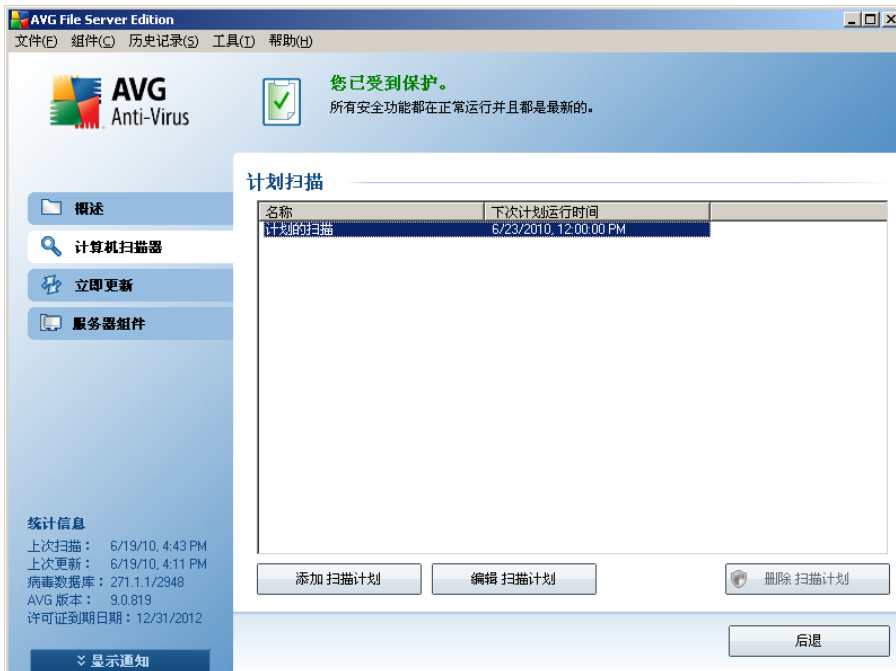 AVG File Server Edition
文件(F) 组件(C) 历史记录(S) 工具(T) 帮助(H)
AVG
Anti-Virus
您已受到保护。
所有安全功能都在正常运行并且都是最新的。
概述
计算机扫描器
立即更新
服务器组件
计划扫描
名称 下次计划运行时间
计划的扫描 6/23/2010, 12:00:00 PM
统计信息
上次扫描： 6/19/10, 4:43 PM
上次更新： 6/19/10, 4:11 PM
病毒数据库：271.1.1/2948
AVG 版本： 9.0.819
许可证到期日期：12/31/2012
显示通知
添加 扫描计划 编辑 扫描计划 删除 扫描计划
后退